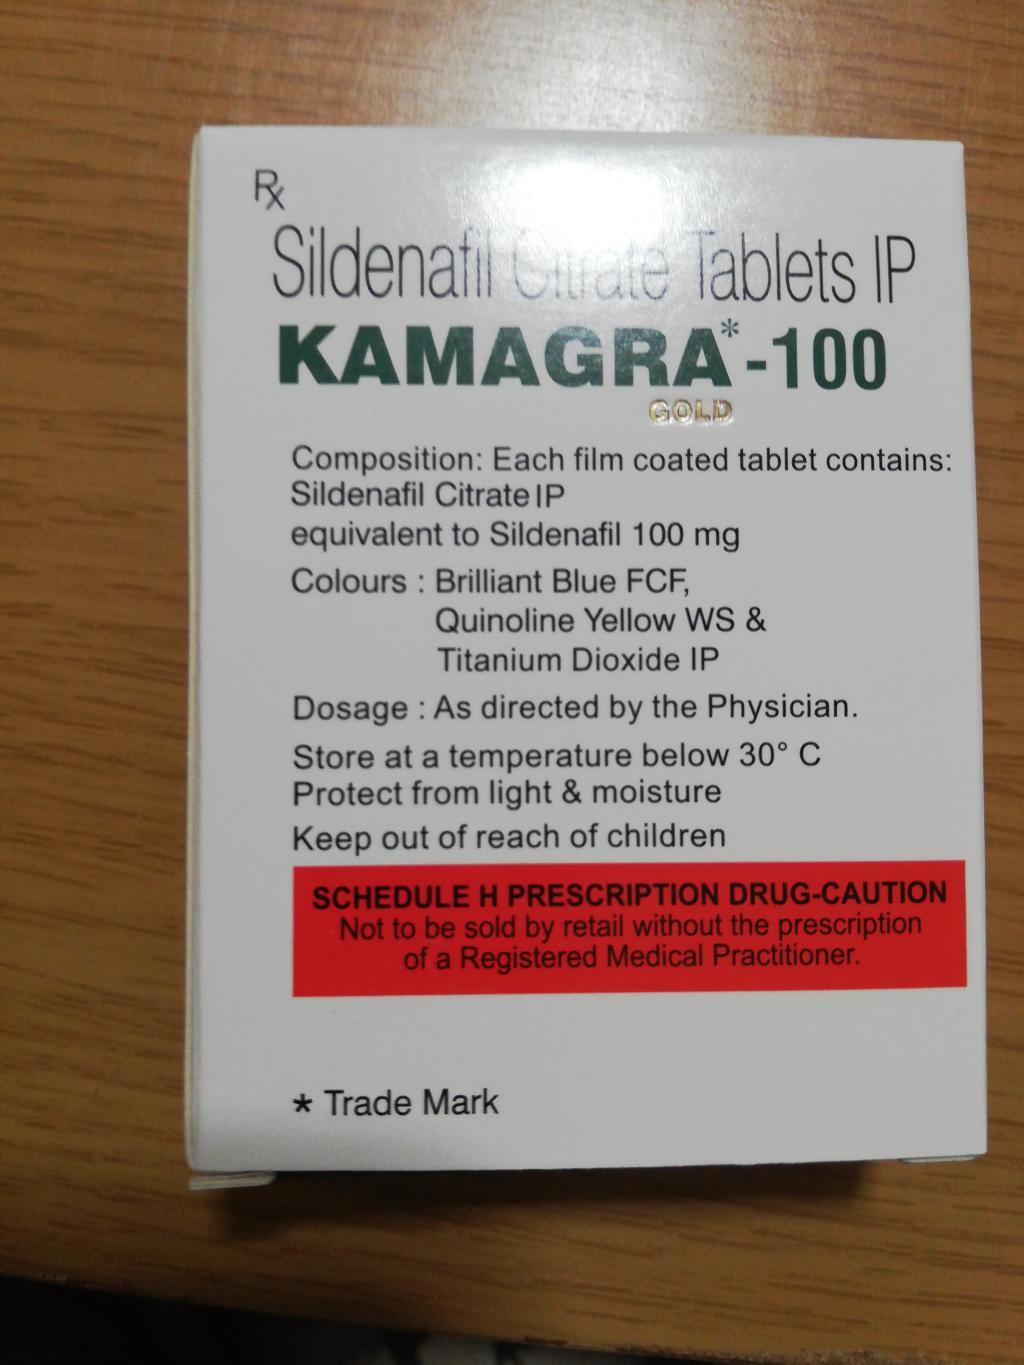 Rx
Sildenafil Citrate Tablets IP
KAMAGRA*-100
GOLD
Composition: Each film coated tablet contains:
Sildenafil Citrate IP
equivalent to Sildenafil 100 mg
Colours : Brilliant Blue FCF,
Quinoline Yellow WS &
Titanium Dioxide IP
Dosage : As directed by the Physician.
Store at a temperature below 30° C
Protect from light & moisture
Keep out of reach of children
SCHEDULE H PRESCRIPTION DRUG-CAUTION
Not to be sold by retail without the prescription
of a Registered Medical Practitioner.
* Trade Mark